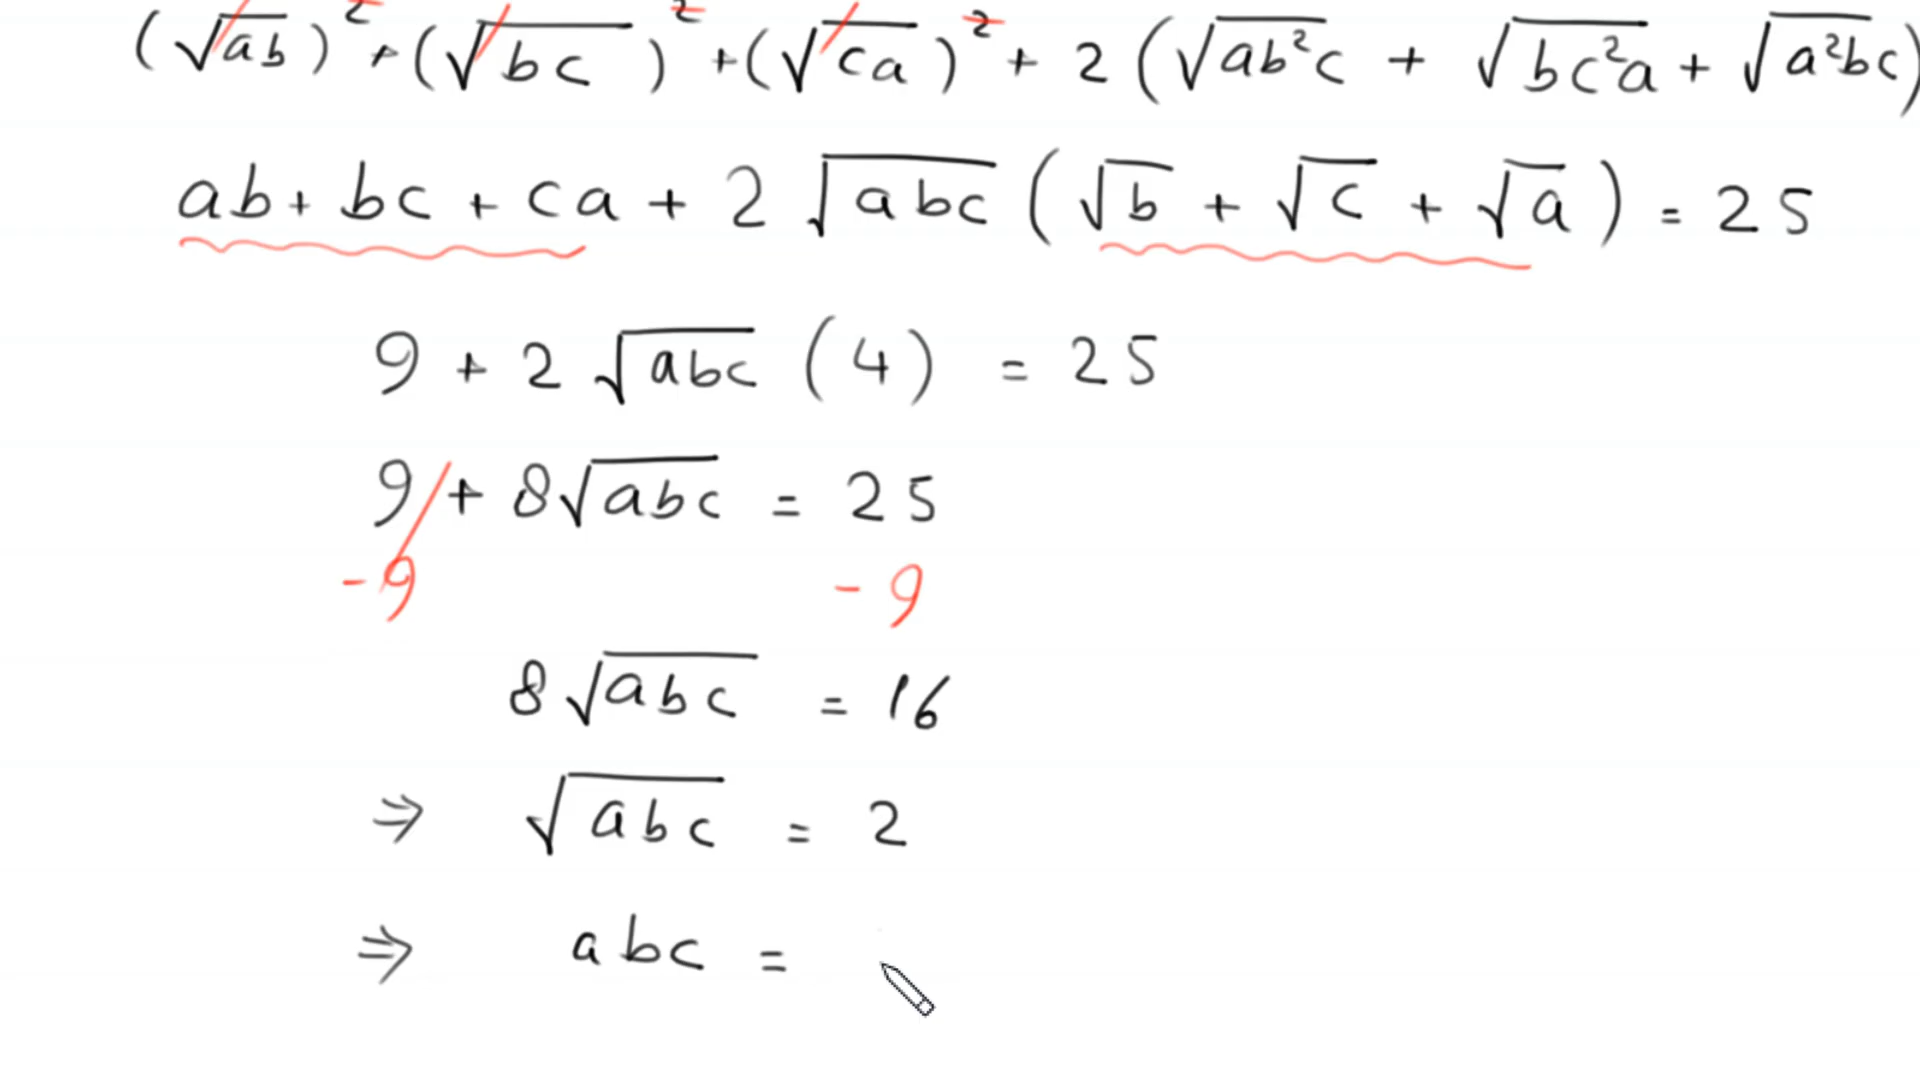 (√ab)² + (√bc)² + (√ca)² + 2(√ab²c + √bc²a + √a²bc)
ab + bc + ca + 2√abc (√b + √c + √a) = 25
9 + 2√abc (4) = 25
9 + 8√abc = 25
-9 -9
8√abc = 16
⇒ √abc = 2
⇒ abc =